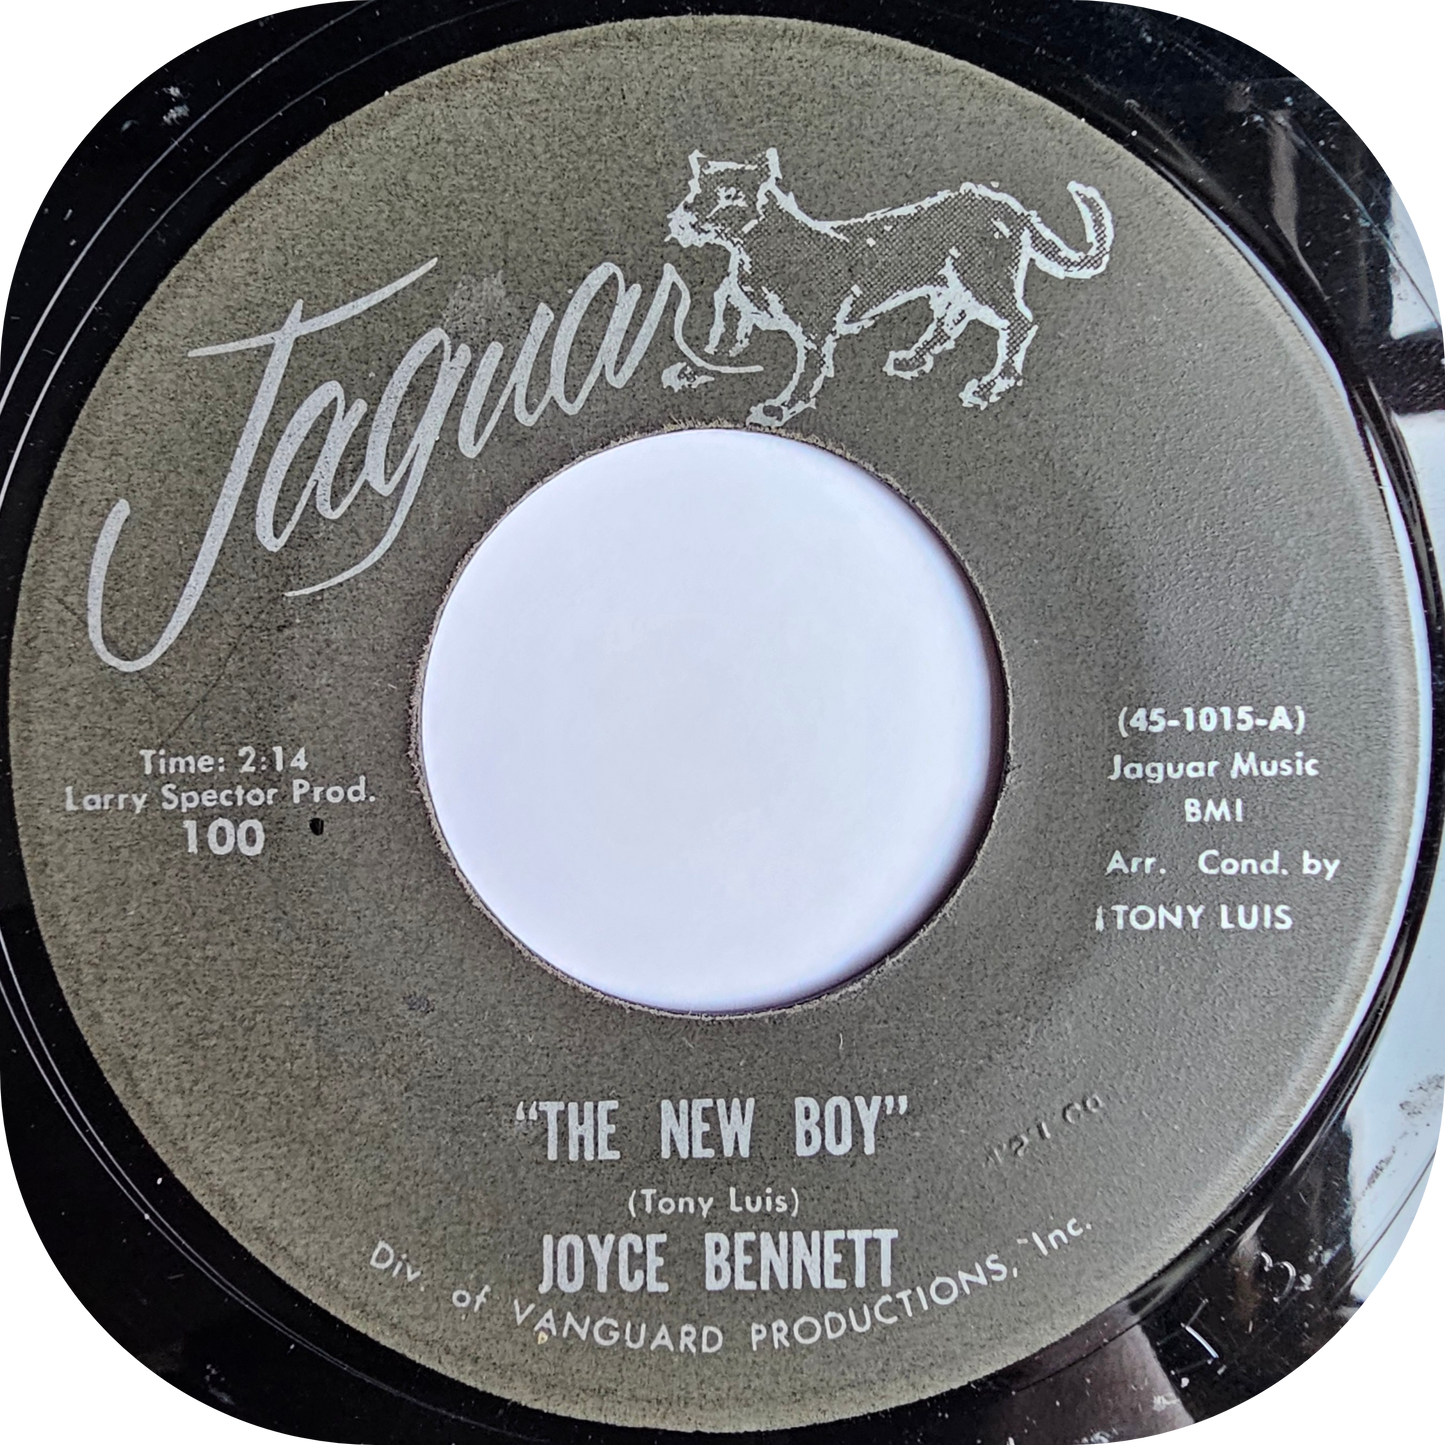 Jaguar
Time: 2:14
Larry Spector Prod.
100
(45-1015-A)
Jaguar Music
BMI
Arr. Cond. by
TONY LUIS
"THE NEW BOY"
(Tony Luis)
JOYCE BENNETT
Div. of VANGUARD PRODUCTIONS, Inc.